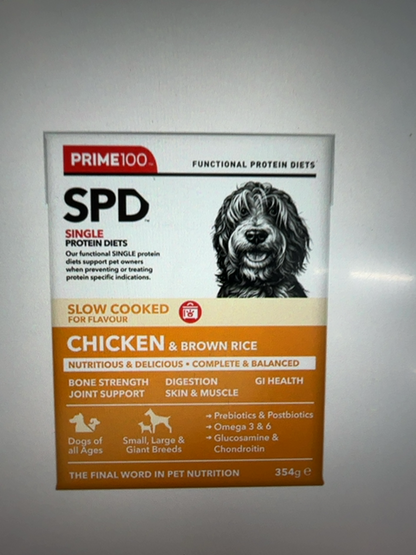 PRIME100™
FUNCTIONAL PROTEIN DIETS
SPD™
SINGLE
PROTEIN DIETS
Our functional SINGLE protein
diets support pet owners
when preventing or treating
protein specific indications.
SLOW COOKED
FOR FLAVOUR
CHICKEN & BROWN RICE
NUTRITIOUS & DELICIOUS • COMPLETE & BALANCED
BONE STRENGTH DIGESTION GI HEALTH
JOINT SUPPORT SKIN & MUSCLE
Dogs of
all Ages
Small, Large &
Giant Breeds
→ Prebiotics & Postbiotics
→ Omega 3 & 6
→ Glucosamine &
Chondroitin
THE FINAL WORD IN PET NUTRITION 354g ℮